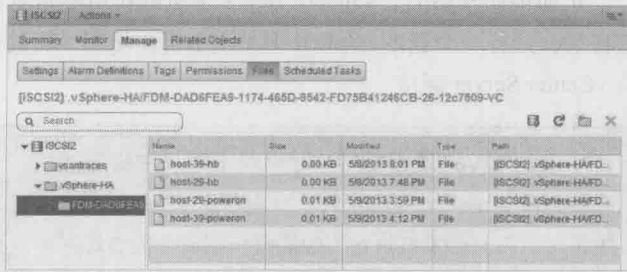 iSCSI2 Actions
Summary Monitor Manage Related Objects
Settings Alarm Definitions Tags Permissions Files Scheduled Tasks
[iSCSI2] .vSphere-HA/FDM-DAD6FEA9-1174-465D-9542-FD75B41246CB-26-12c7609-VC
Search
iSCSI2
vsantraces
.vSphere-HA
FDM-DAD6FEA9
Name Size Modified Type Path
host-39-hb 0.00 KB 5/8/2013 8:01 PM File [iSCSI2] .vSphere-HA/FD...
host-29-hb 0.00 KB 5/8/2013 7:48 PM File [iSCSI2] .vSphere-HA/FD...
host-29-poweron 0.01 KB 5/9/2013 3:59 PM File [iSCSI2] .vSphere-HA/FD...
host-39-poweron 0.01 KB 5/9/2013 4:12 PM File [iSCSI2] .vSphere-HA/FD...